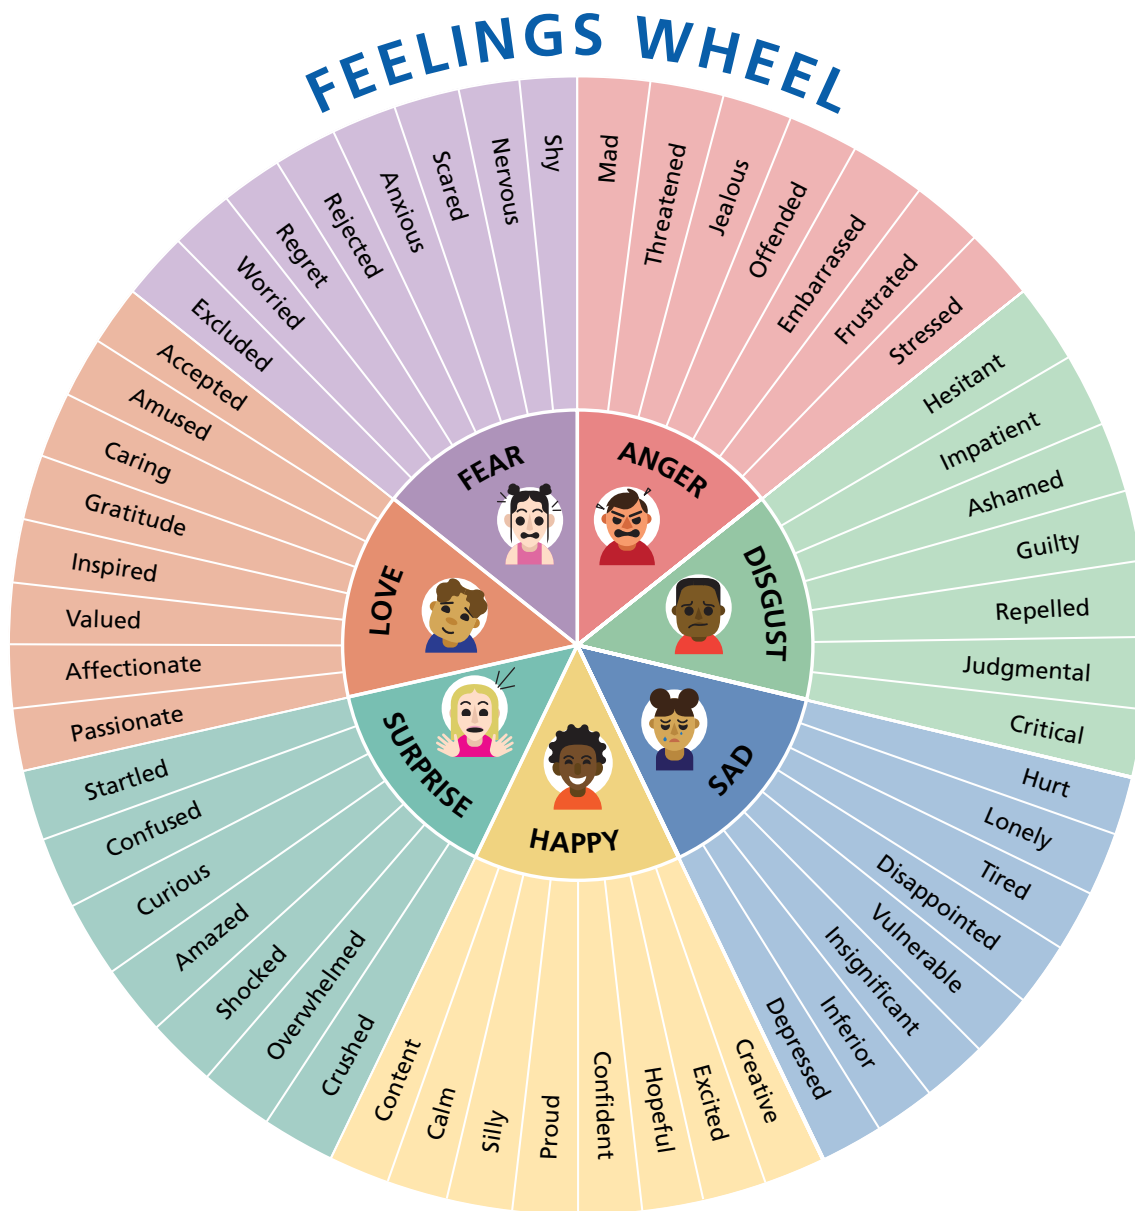 FEELINGS WHEEL
ANGER
Mad
Threatened
Jealous
Offended
Embarrassed
Frustrated
Stressed
DISGUST
Hesitant
Impatient
Ashamed
Guilty
Repelled
Judgmental
Critical
SAD
Hurt
Lonely
Tired
Disappointed
Vulnerable
Insignificant
Inferior
Depressed
HAPPY
Creative
Excited
Hopeful
Confident
Proud
Silly
Calm
Content
SURPRISE
Crushed
Overwhelmed
Shocked
Amazed
Curious
Confused
Startled
LOVE
Passionate
Affectionate
Valued
Inspired
Gratitude
Caring
Amused
Accepted
FEAR
Excluded
Worried
Regret
Rejected
Anxious
Scared
Nervous
Shy